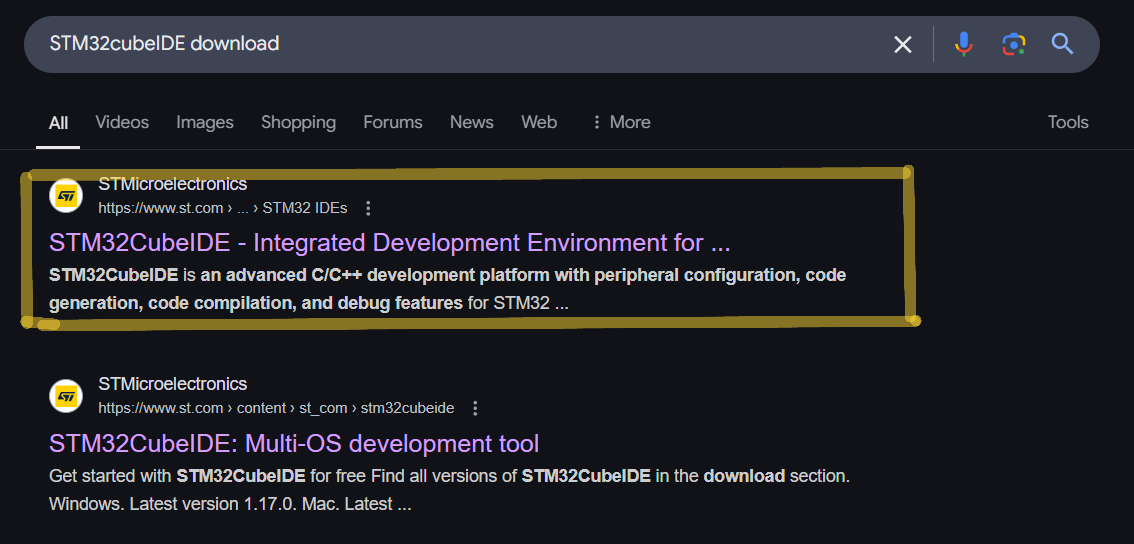 STM32cubeIDE download
All Videos Images Shopping Forums News Web More Tools
STMicroelectronics
https://www.st.com › ... › STM32 IDEs
STM32CubeIDE - Integrated Development Environment for ...
STM32CubeIDE is an advanced C/C++ development platform with peripheral configuration, code
generation, code compilation, and debug features for STM32 ...
STMicroelectronics
https://www.st.com › content › st_com › stm32cubeide
STM32CubeIDE: Multi-OS development tool
Get started with STM32CubeIDE for free Find all versions of STM32CubeIDE in the download section.
Windows. Latest version 1.17.0. Mac. Latest ...